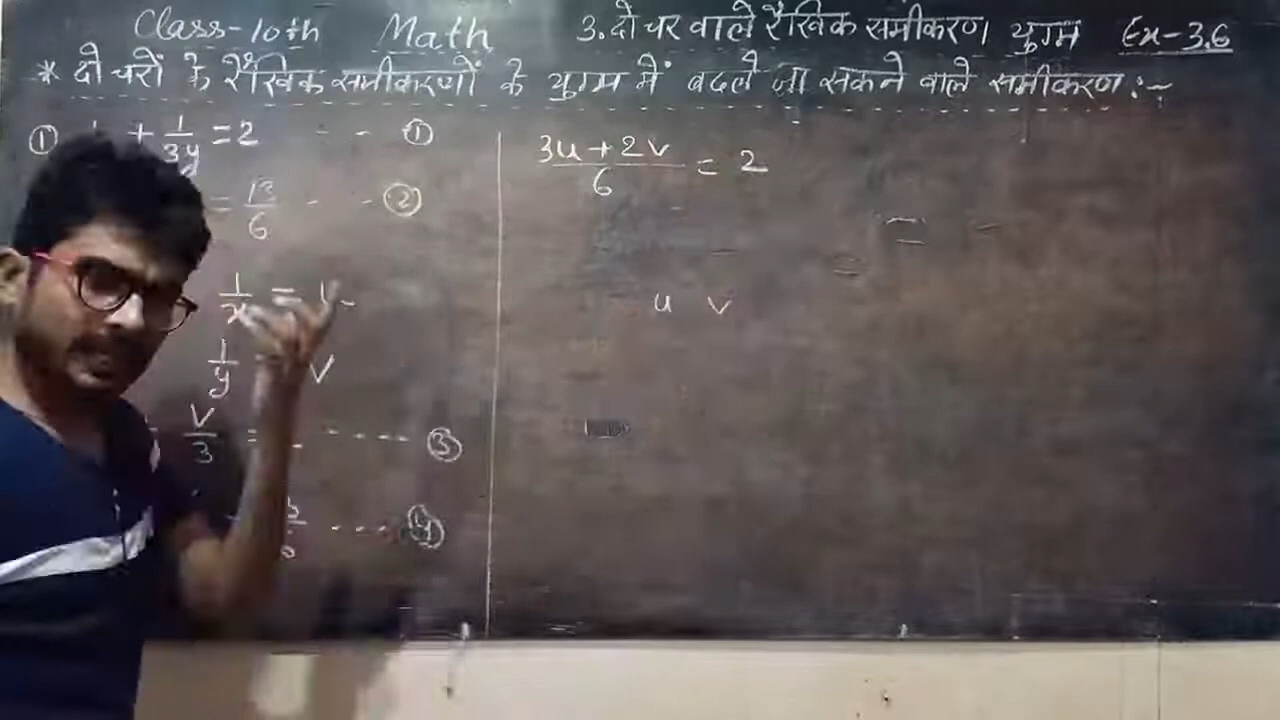 Class-10th Math 3. दो चर वाले रैखिक समीकरण युग्म Ex-3.6
* दो चरों के रैखिक समीकरणों के युग्म में बदले जा सकने वाले समीकरण :-
① + 1/3y = 2 - - ①
= 13/6 - - ②
1/x =
1/y V
V/3 = ---- ③
---- ④
3u + 2v / 6 = 2
u v